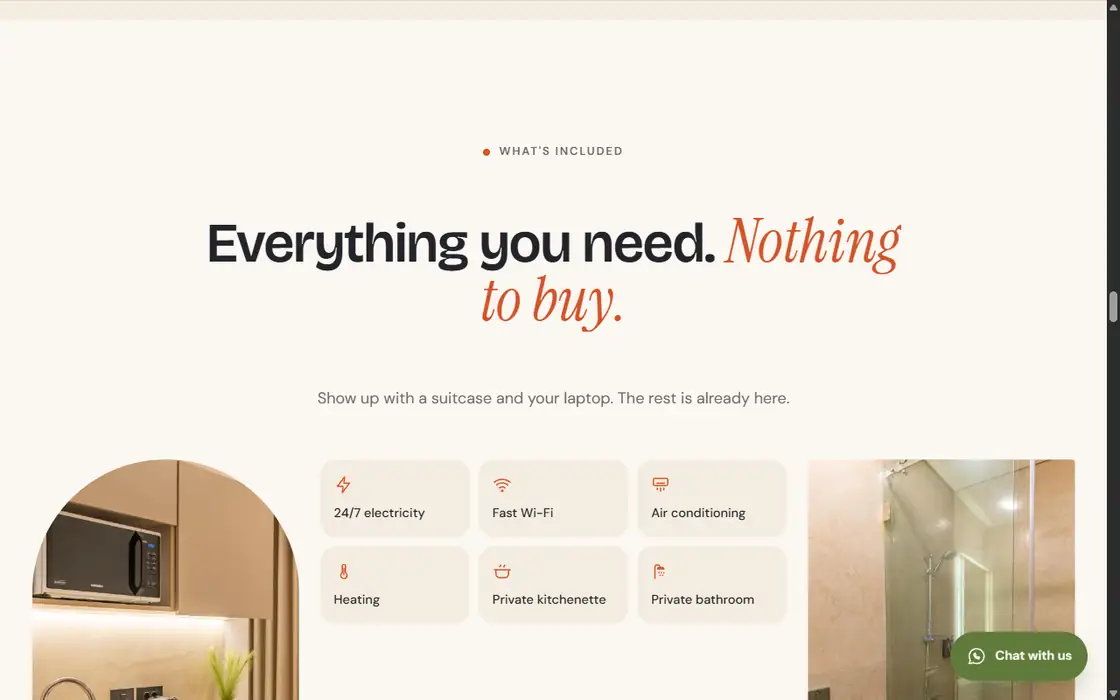 WHAT'S INCLUDED
Everything you need. Nothing
to buy.
Show up with a suitcase and your laptop. The rest is already here.
24/7 electricity
Fast Wi-Fi
Air conditioning
Heating
Private kitchenette
Private bathroom
Chat with us